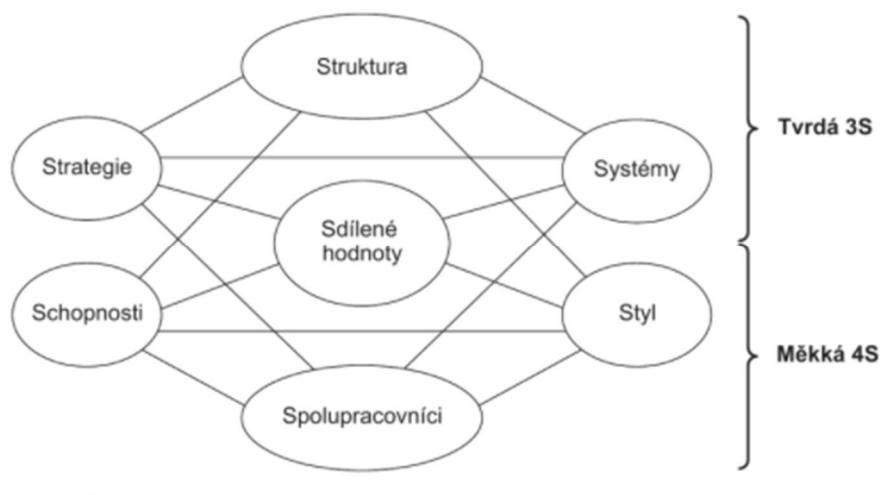 Struktura
Tvrdá 3S
Strategie
Systémy
Sdílené
hodnoty
Schopnosti
Styl
Měkká 4S
Spolupracovníci